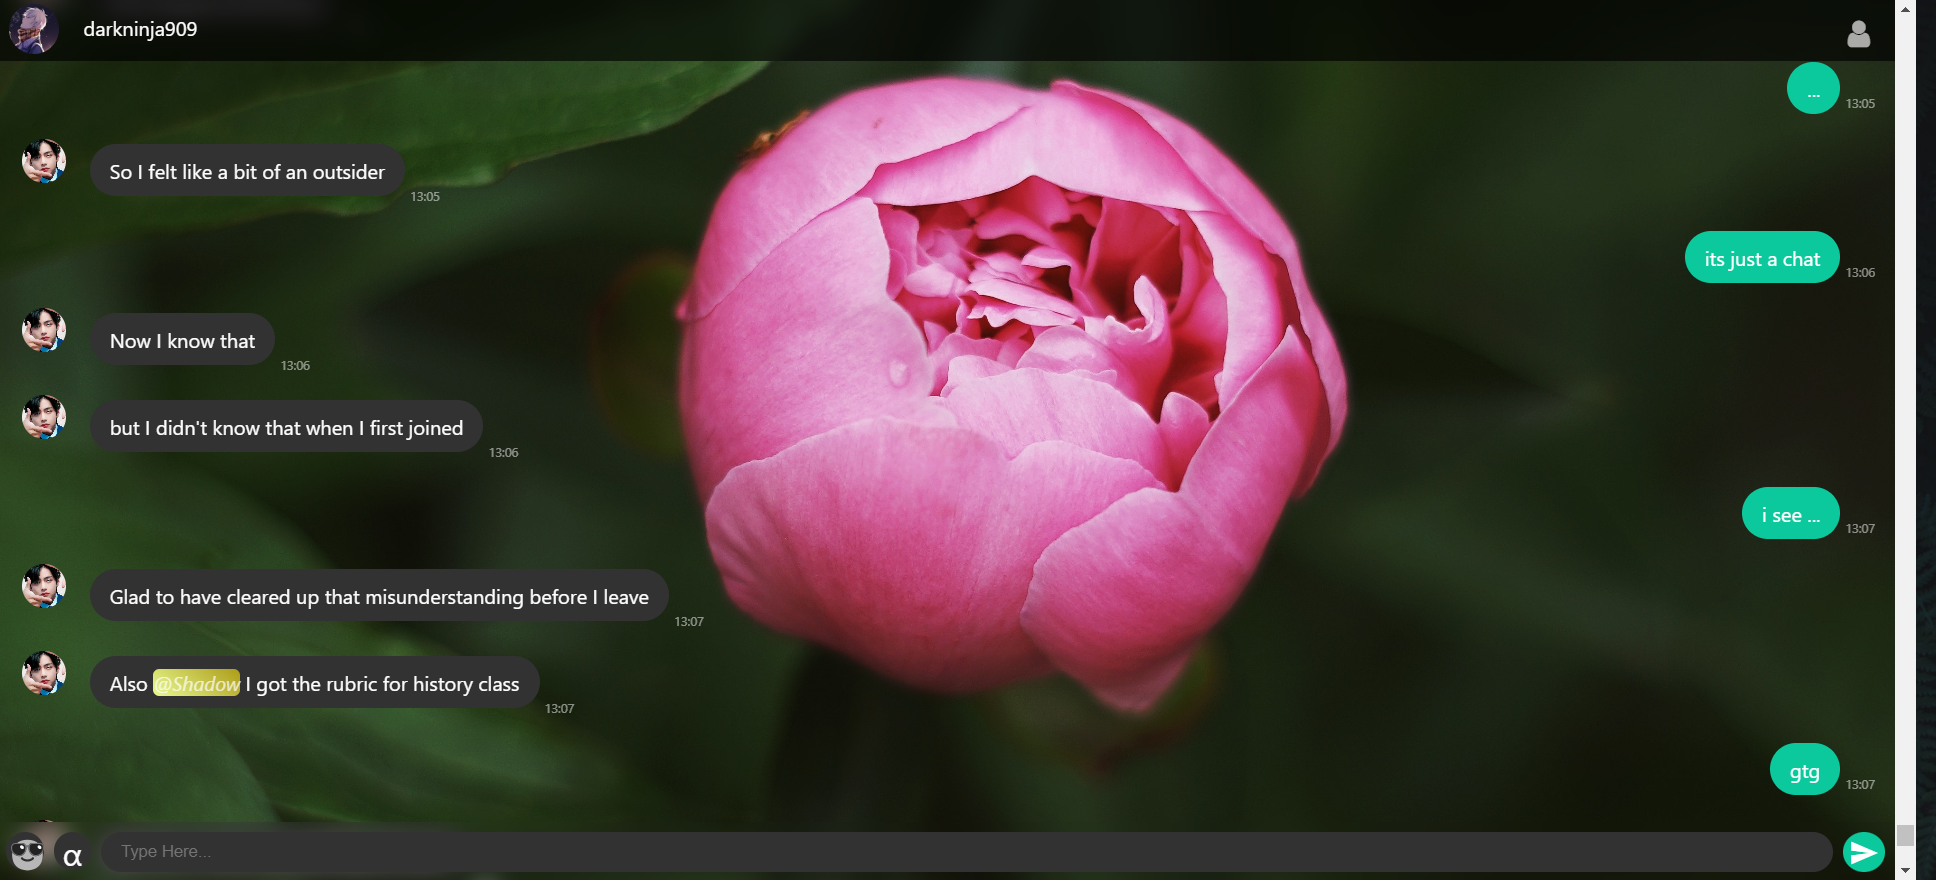 darkninja909
...
13:05
So I felt like a bit of an outsider
13:05
its just a chat
13:06
Now I know that
13:06
but I didn't know that when I first joined
13:06
i see ...
13:07
Glad to have cleared up that misunderstanding before I leave
13:07
Also @Shadow I got the rubric for history class
13:07
gtg
13:07
α
Type Here...